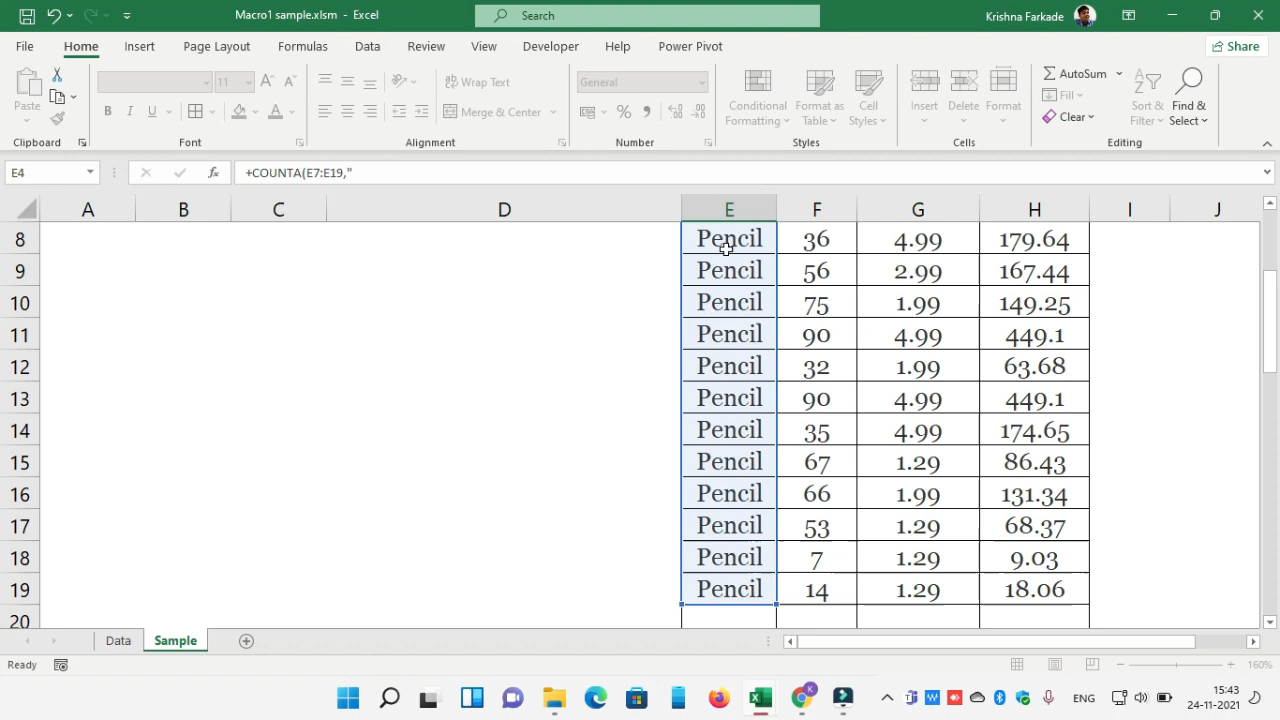 Macro1 sample.xlsm - Excel
Search
Krishna Farkade
File Home Insert Page Layout Formulas Data Review View Developer Help Power Pivot Share
Paste
Clipboard
11
B I U
Font
Wrap Text
Merge & Center
Alignment
General
Number
Conditional Formatting
Format as Table
Cell Styles
Styles
Insert Delete Format
Cells
AutoSum
Fill
Clear
Sort & Filter
Find & Select
Editing
E4 fx +COUNTA(E7:E19,"
A B C D E F G H I J
8 Pencil 36 4.99 179.64
9 Pencil 56 2.99 167.44
10 Pencil 75 1.99 149.25
11 Pencil 90 4.99 449.1
12 Pencil 32 1.99 63.68
13 Pencil 90 4.99 449.1
14 Pencil 35 4.99 174.65
15 Pencil 67 1.29 86.43
16 Pencil 66 1.99 131.34
17 Pencil 53 1.29 68.37
18 Pencil 7 1.29 9.03
19 Pencil 14 1.29 18.06
20
Data Sample
Ready 160%
ENG 15:43
24-11-2021